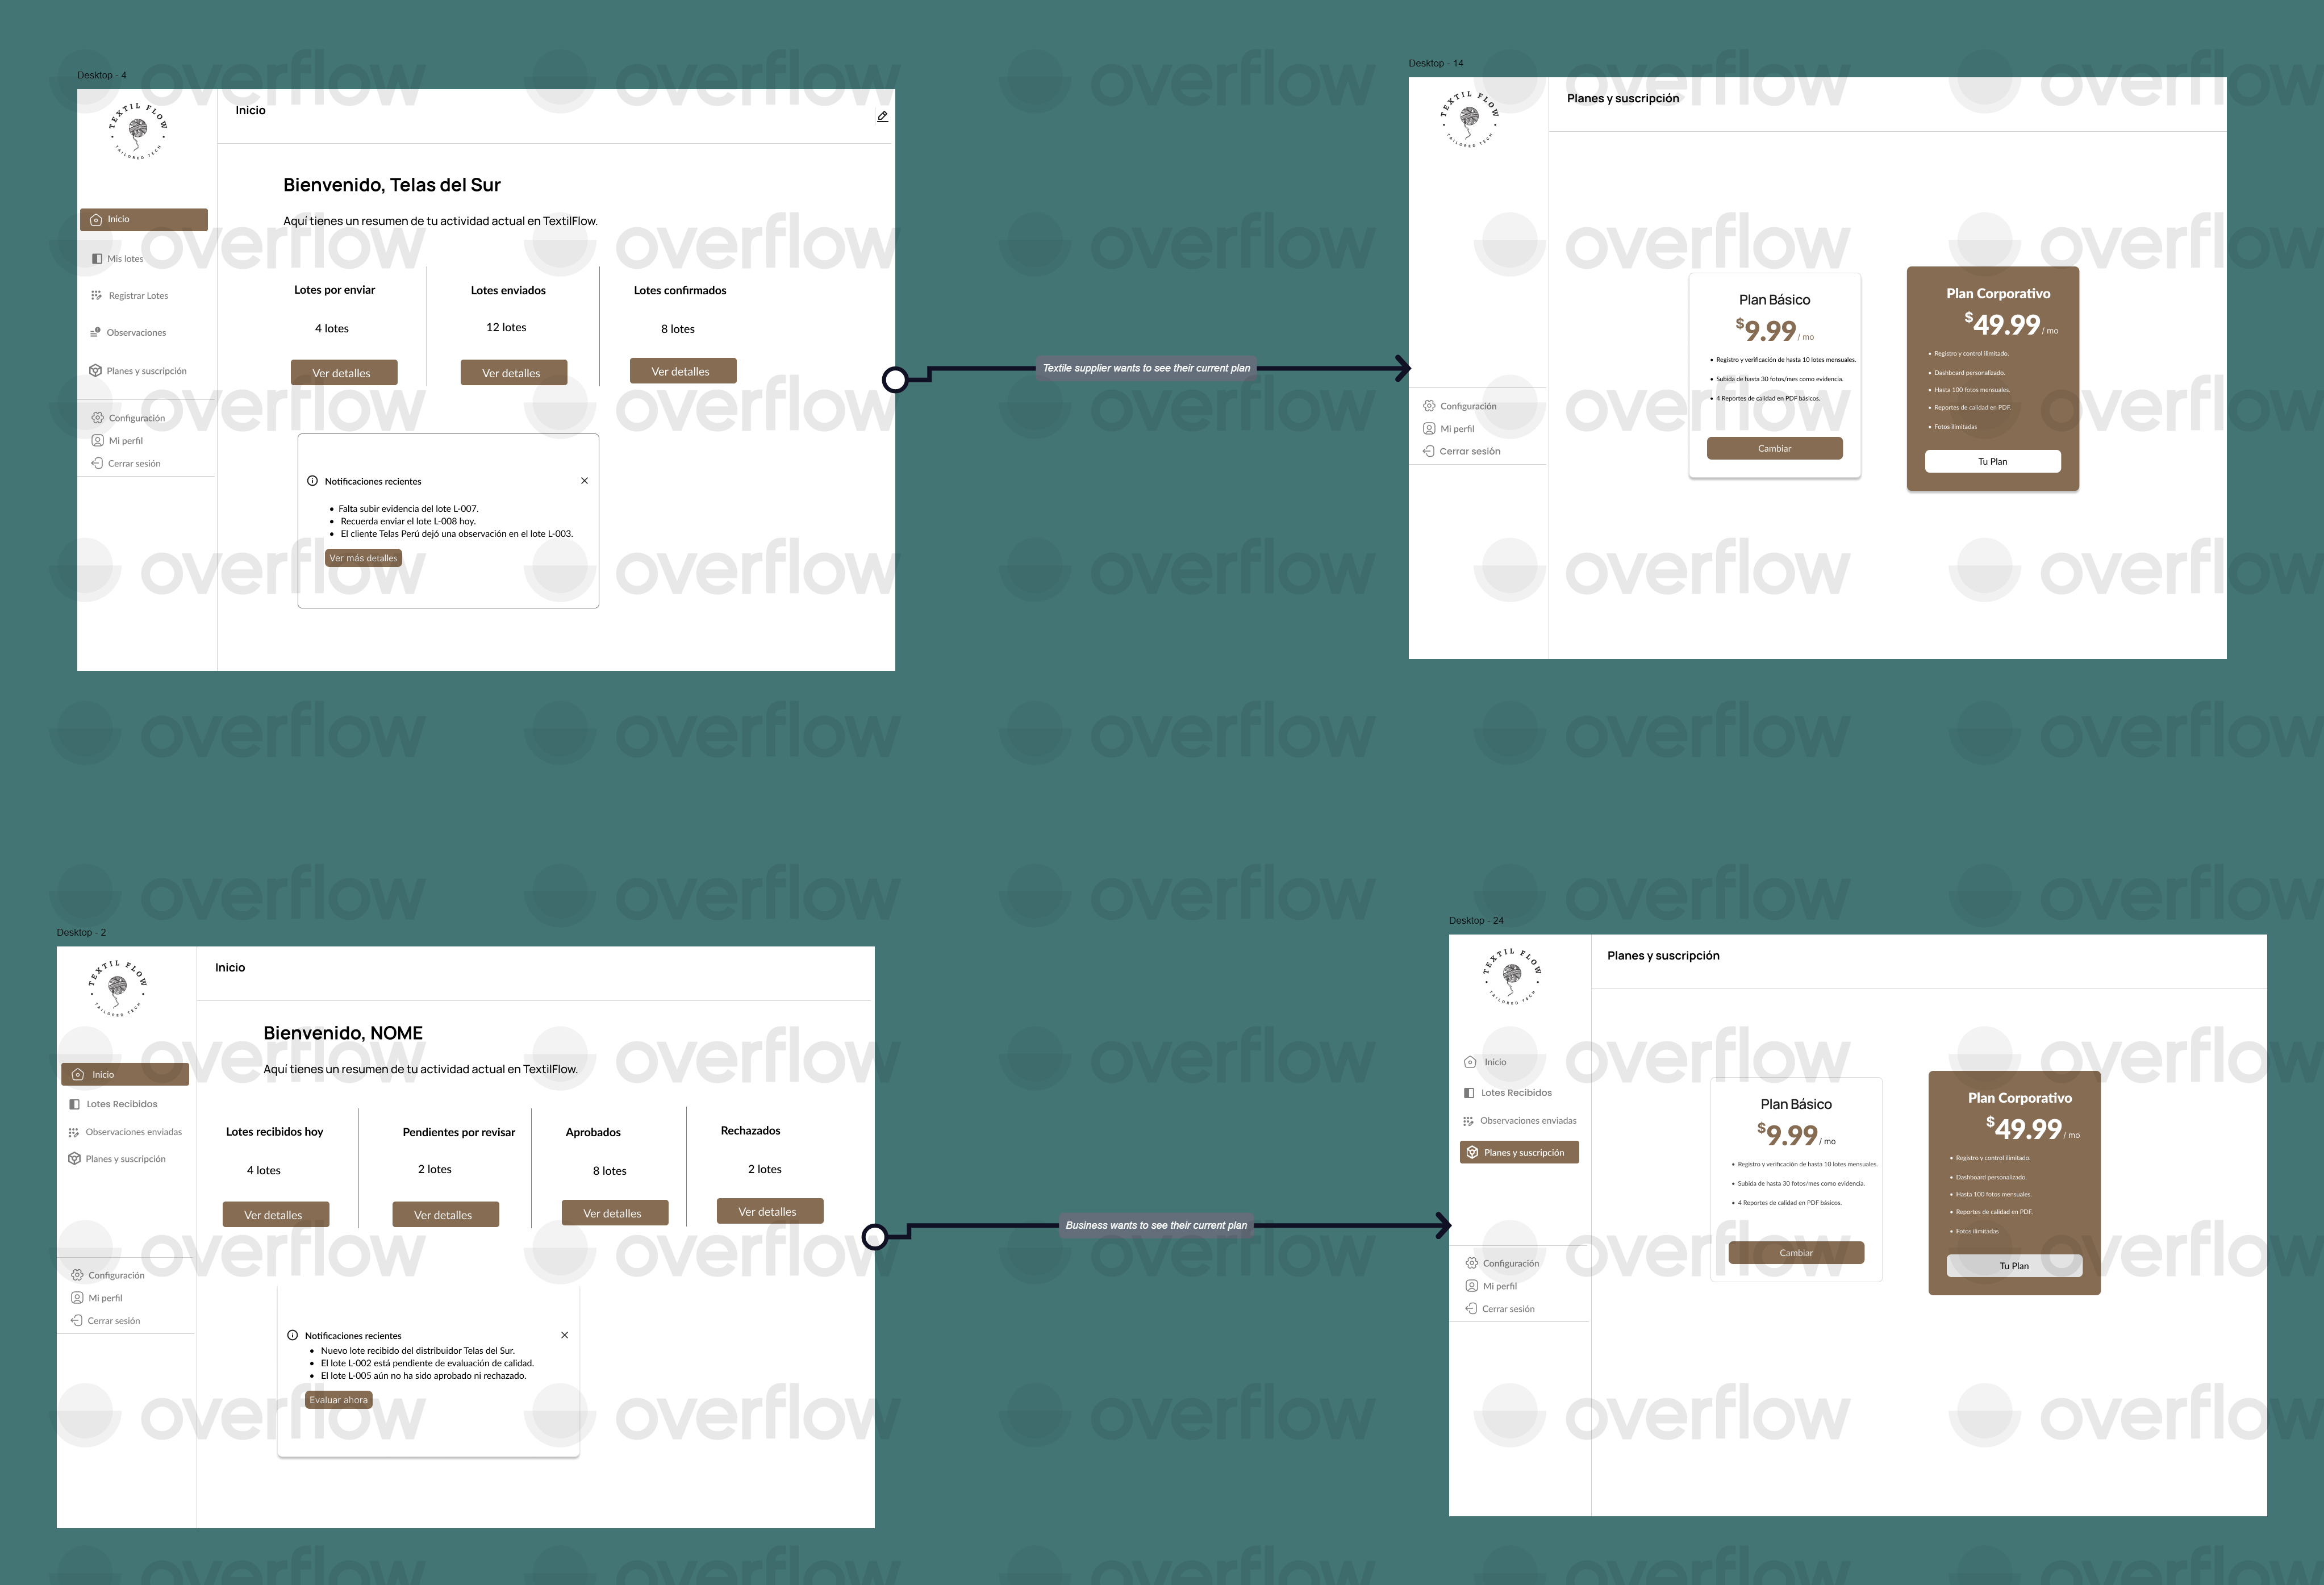 Desktop - 4
TEXTIL FLOW
TAILORED TECH
Inicio
Inicio
Mis lotes
Registrar Lotes
Observaciones
Planes y suscripción
Configuración
Mi perfil
Cerrar sesión
Bienvenido, Telas del Sur
Aquí tienes un resumen de tu actividad actual en TextilFlow.
Lotes por enviar
4 lotes
Ver detalles
Lotes enviados
12 lotes
Ver detalles
Lotes confirmados
8 lotes
Ver detalles
Notificaciones recientes
• Falta subir evidencia del lote L-007.
• Recuerda enviar el lote L-008 hoy.
• El cliente Telas Perú dejó una observación en el lote L-003.
Ver más detalles
Textile supplier wants to see their current plan
Desktop - 14
TEXTIL FLOW
TAILORED TECH
Planes y suscripción
Configuración
Mi perfil
Cerrar sesión
Plan Básico
$9.99 / mo
• Registro y verificación de hasta 10 lotes mensuales.
• Subida de hasta 30 fotos/mes como evidencia.
• 4 Reportes de calidad en PDF básicos.
Cambiar
Plan Corporativo
$49.99 / mo
• Registro y control ilimitado.
• Dashboard personalizado.
• Hasta 100 fotos mensuales.
• Reportes de calidad en PDF.
• Fotos ilimitadas
Tu Plan
Desktop - 2
TEXTIL FLOW
TAILORED TECH
Inicio
Inicio
Lotes Recibidos
Observaciones enviadas
Planes y suscripción
Configuración
Mi perfil
Cerrar sesión
Bienvenido, NOME
Aquí tienes un resumen de tu actividad actual en TextilFlow.
Lotes recibidos hoy
4 lotes
Ver detalles
Pendientes por revisar
2 lotes
Ver detalles
Aprobados
8 lotes
Ver detalles
Rechazados
2 lotes
Ver detalles
Notificaciones recientes
• Nuevo lote recibido del distribuidor Telas del Sur.
• El lote L-002 está pendiente de evaluación de calidad.
• El lote L-005 aún no ha sido aprobado ni rechazado.
Evaluar ahora
Business wants to see their current plan
Desktop - 24
TEXTIL FLOW
TAILORED TECH
Planes y suscripción
Inicio
Lotes Recibidos
Observaciones enviadas
Planes y suscripción
Configuración
Mi perfil
Cerrar sesión
Plan Básico
$9.99 / mo
• Registro y verificación de hasta 10 lotes mensuales.
• Subida de hasta 30 fotos/mes como evidencia.
• 4 Reportes de calidad en PDF básicos.
Cambiar
Plan Corporativo
$49.99 / mo
• Registro y control ilimitado.
• Dashboard personalizado.
• Hasta 100 fotos mensuales.
• Reportes de calidad en PDF.
• Fotos ilimitadas
Tu Plan
overflow